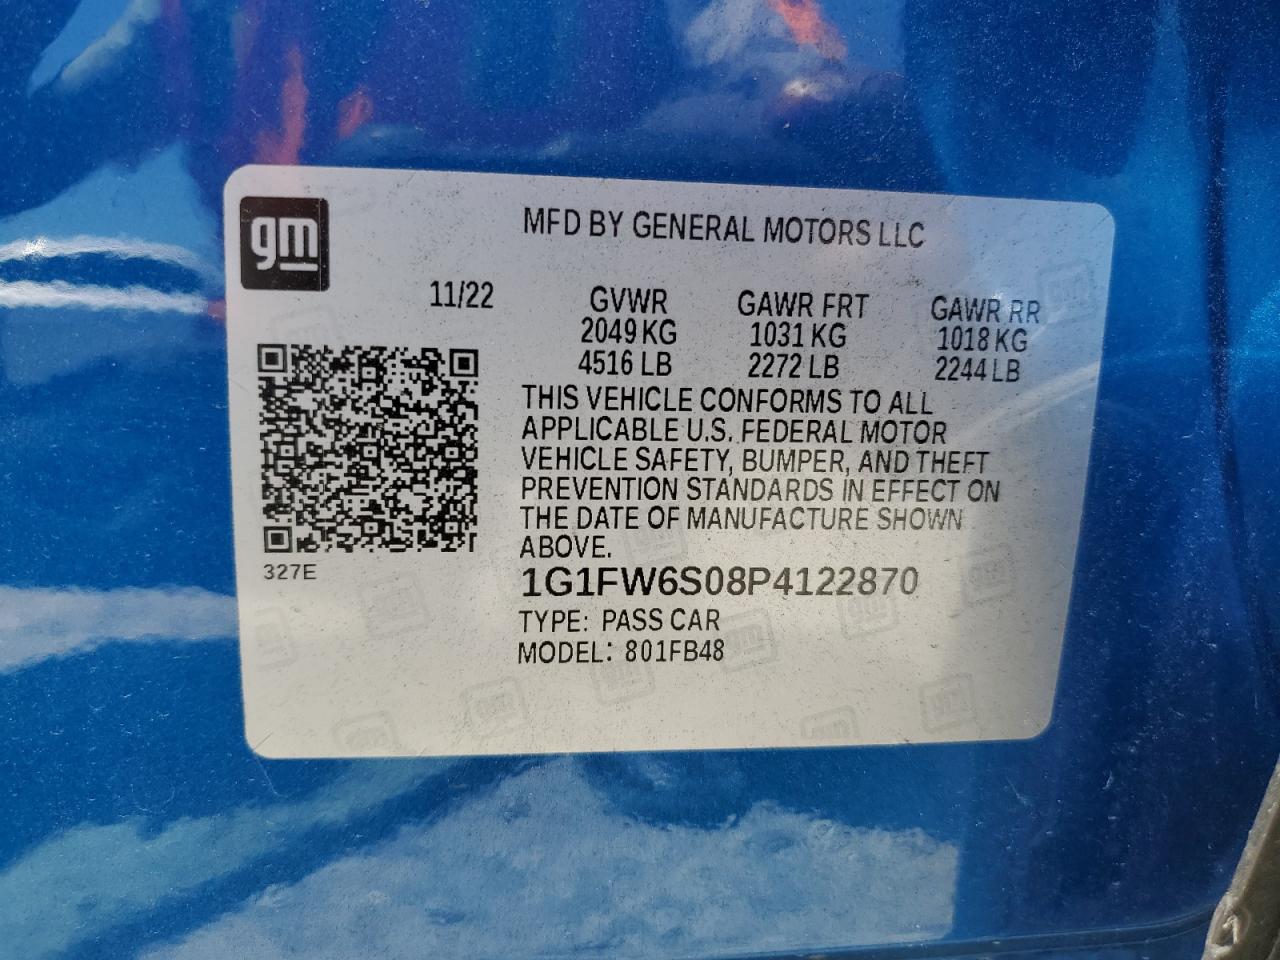 gm
MFD BY GENERAL MOTORS LLC
11/22
GVWR GAWR FRT GAWR RR
2049 KG 1031 KG 1018 KG
4516 LB 2272 LB 2244 LB
THIS VEHICLE CONFORMS TO ALL
APPLICABLE U.S. FEDERAL MOTOR
VEHICLE SAFETY, BUMPER, AND THEFT
PREVENTION STANDARDS IN EFFECT ON
THE DATE OF MANUFACTURE SHOWN
ABOVE.
327E
1G1FW6S08P4122870
TYPE: PASS CAR
MODEL: 801FB48